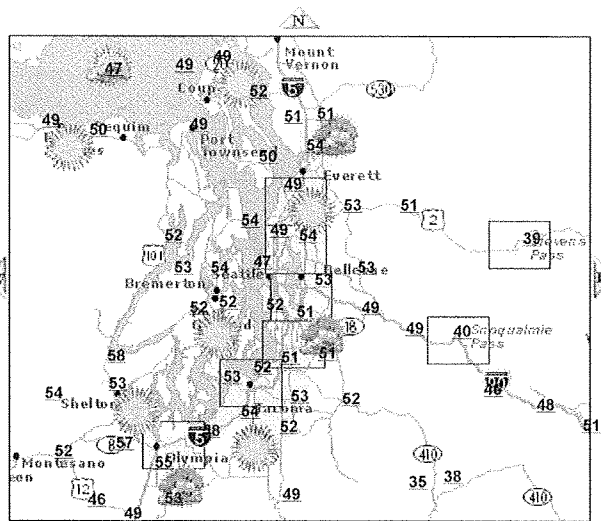 N
49 49 Mount
47 20 Vernon
Coup 52 530
5
49 50 Sequim 49 51 51
Port
Townsend 54
50
Everett
49
53 51
54 49 54 2
52 39 Stevens
101 Pass
53 54 Seattle 47 Bellevue 53
53
Bremerton 52 52 49
52 51 18 49 40 Snoqualmie
Pass
58 51 51
52 90
46
54 53 53 48
Shelton Tacoma 53 52
54 51
57 8 5 52
52 55 Olympia 410
Montesano
12 35 38
46 53 49 410
49